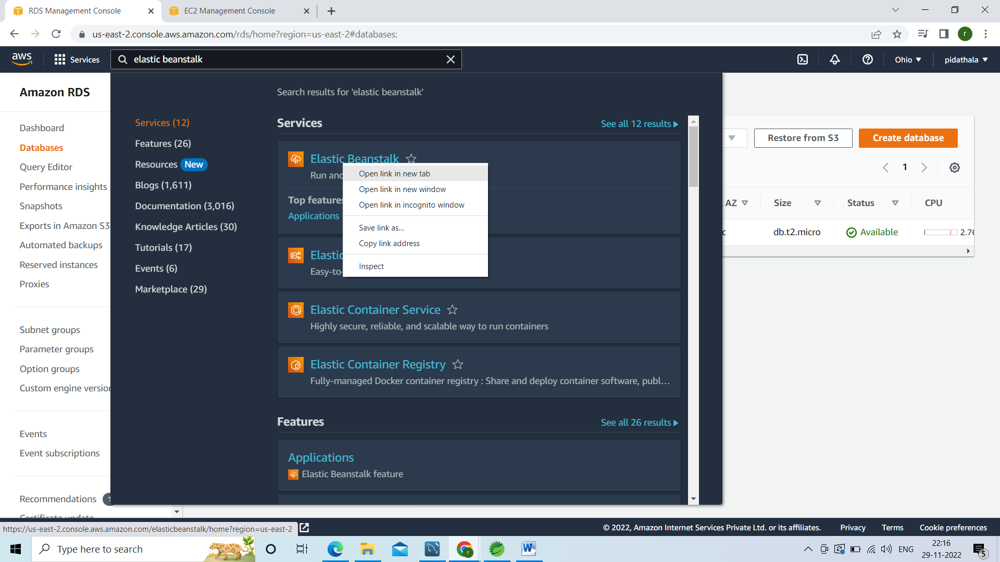 RDS Management Console
EC2 Management Console
us-east-2.console.aws.amazon.com/rds/home?region=us-east-2#databases:
r
aws
Services
elastic beanstalk
Ohio
pidathala
Amazon RDS
Dashboard
Databases
Query Editor
Performance insights
Snapshots
Exports in Amazon S3
Automated backups
Reserved instances
Proxies
Subnet groups
Parameter groups
Option groups
Custom engine version
Events
Event subscriptions
Recommendations 1
Certificate update
Search results for 'elastic beanstalk'
Services (12)
Features (26)
Resources New
Blogs (1,611)
Documentation (3,016)
Knowledge Articles (30)
Tutorials (17)
Events (6)
Marketplace (29)
Services
See all 12 results
Elastic Beanstalk
Run and
Top features
Applications
Open link in new tab
Open link in new window
Open link in incognito window
Save link as...
Copy link address
Inspect
Elastic
Easy-to-
Elastic Container Service
Highly secure, reliable, and scalable way to run containers
Elastic Container Registry
Fully-managed Docker container registry : Share and deploy container software, publ...
Features
See all 26 results
Applications
Elastic Beanstalk feature
Restore from S3
Create database
1
AZ
Size
Status
CPU
c
db.t2.micro
Available
2.76
https://us-east-2.console.aws.amazon.com/elasticbeanstalk/home?region=us-east-2
© 2022, Amazon Internet Services Private Ltd. or its affiliates.
Privacy
Terms
Cookie preferences
Type here to search
ENG
22:16
29-11-2022
5